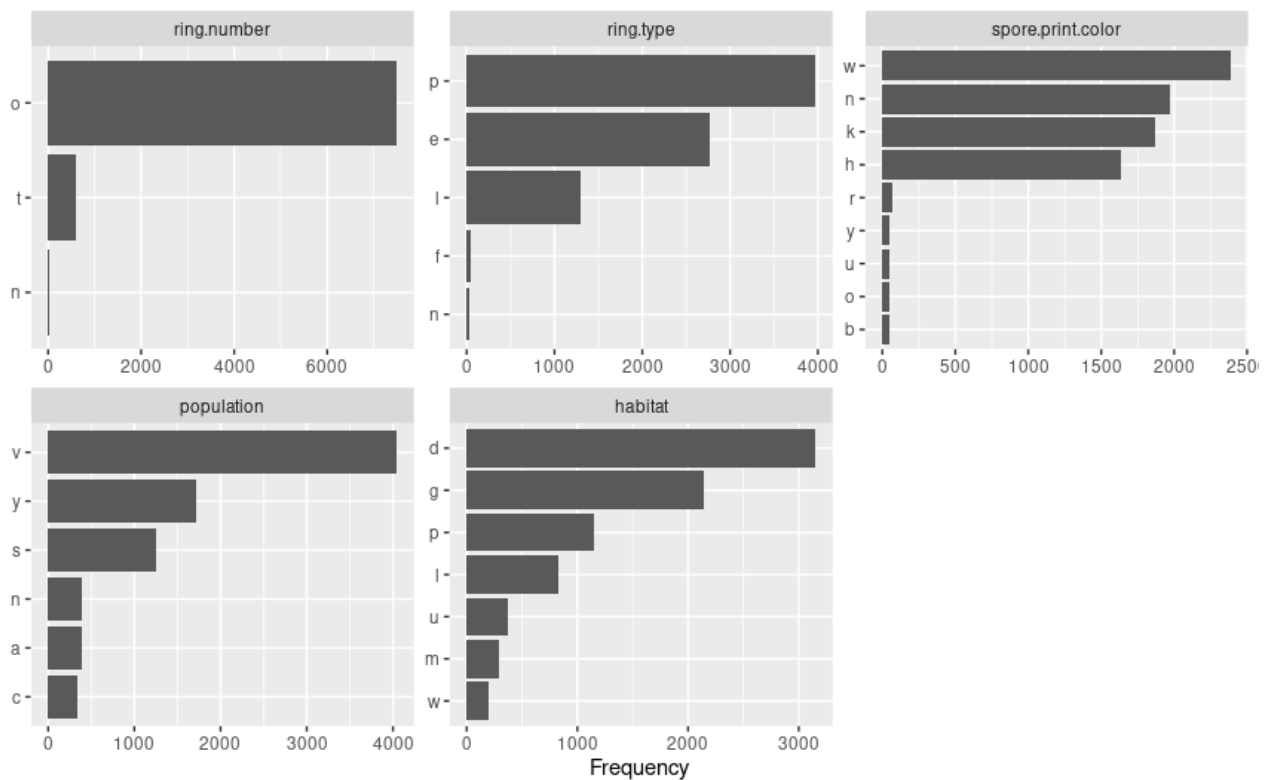 ring.number
o
t
n
0 2000 4000 6000
ring.type
p
e
l
f
n
0 1000 2000 3000 4000
spore.print.color
w
n
k
h
r
y
u
o
b
0 500 1000 1500 2000 250
population
v
y
s
n
a
c
0 1000 2000 3000 4000
habitat
d
g
p
l
u
m
w
0 1000 2000 3000
Frequency